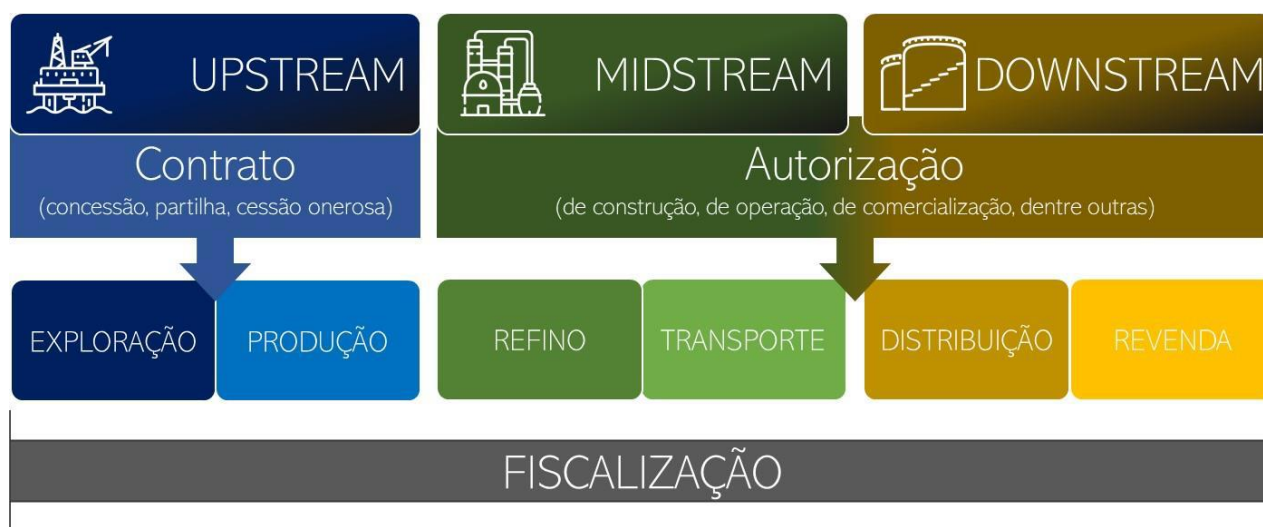 UPSTREAM
MIDSTREAM
DOWNSTREAM
Contrato
(concessão, partilha, cessão onerosa)
Autorização
(de construção, de operação, de comercialização, dentre outras)
EXPLORAÇÃO
PRODUÇÃO
REFINO
TRANSPORTE
DISTRIBUIÇÃO
REVENDA
FISCALIZAÇÃO